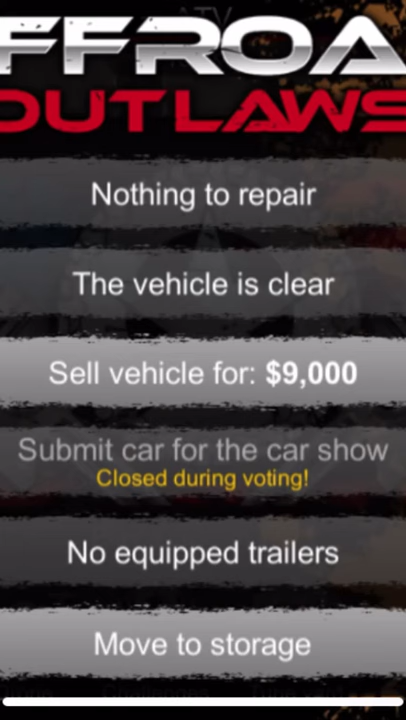 FFROA
OUTLAWS
Nothing to repair
The vehicle is clear
Sell vehicle for: $9,000
Submit car for the car show
Closed during voting!
No equipped trailers
Move to storage